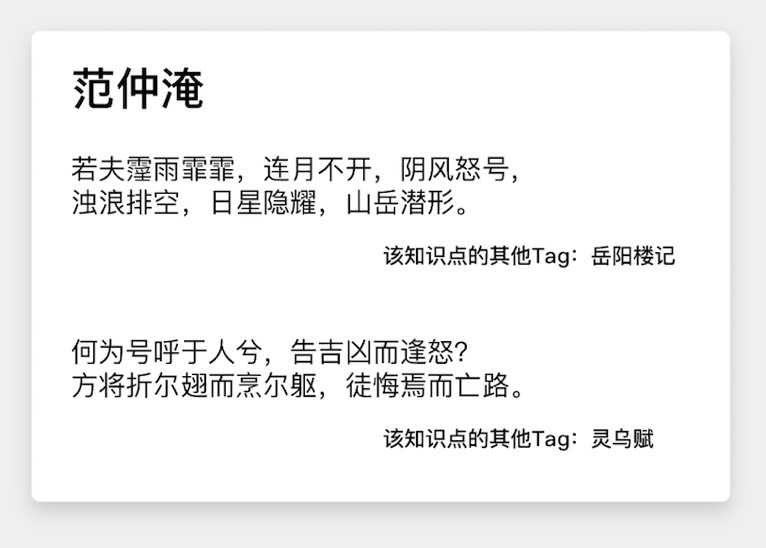 范仲淹
若夫霪雨霏霏，连月不开，阴风怒号，
浊浪排空，日星隐耀，山岳潜形。
该知识点的其他Tag：岳阳楼记
何为号呼于人兮，告吉凶而逢怒？
方将折尔翅而烹尔躯，徒悔焉而亡路。
该知识点的其他Tag：灵乌赋